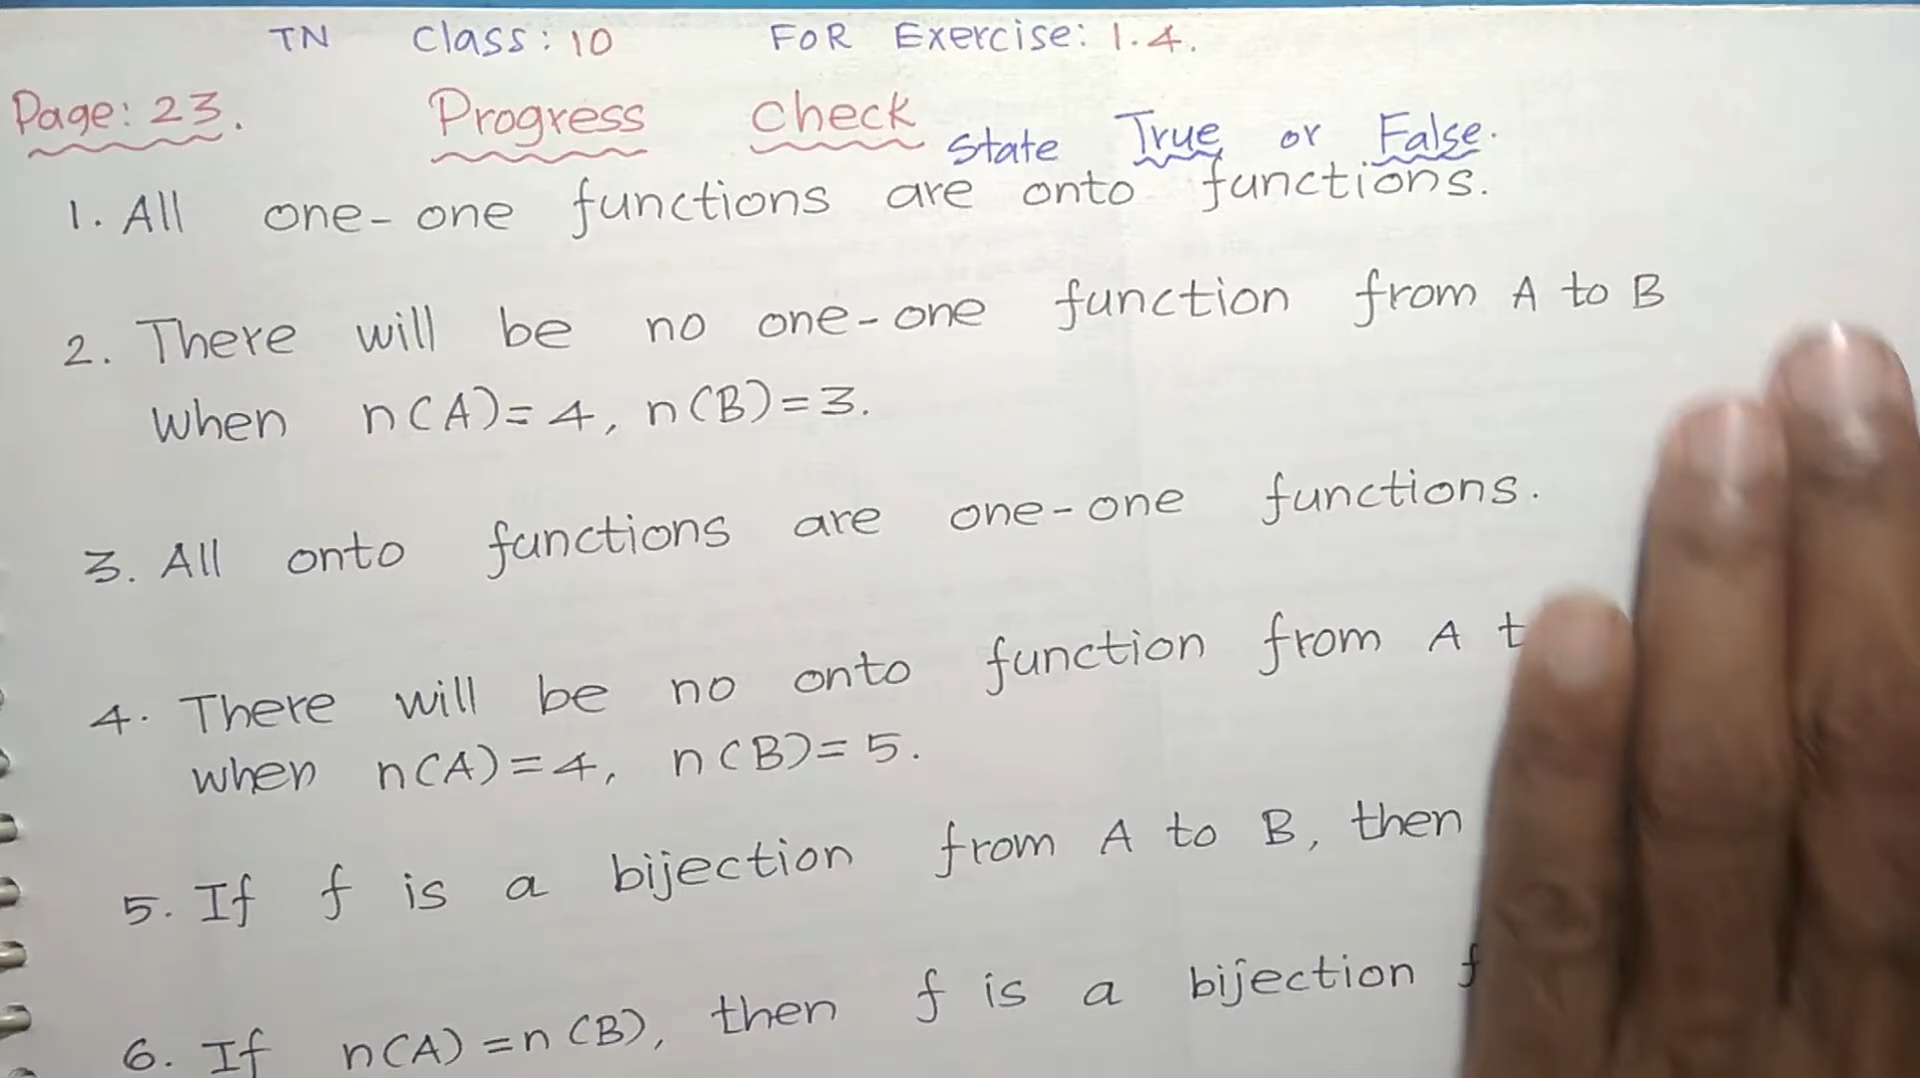 TN Class: 10 FOR Exercise: 1.4.
Page: 23. Progress Check State True or False.
1. All one-one functions are onto functions.
2. There will be no one-one function from A to B
when n(A)=4, n(B)=3.
3. All onto functions are one-one functions.
4. There will be no onto function from A
when n(A)=4, n(B)=5.
5. If f is a bijection from A to B, then
6. If n(A)=n(B), then f is a bijection